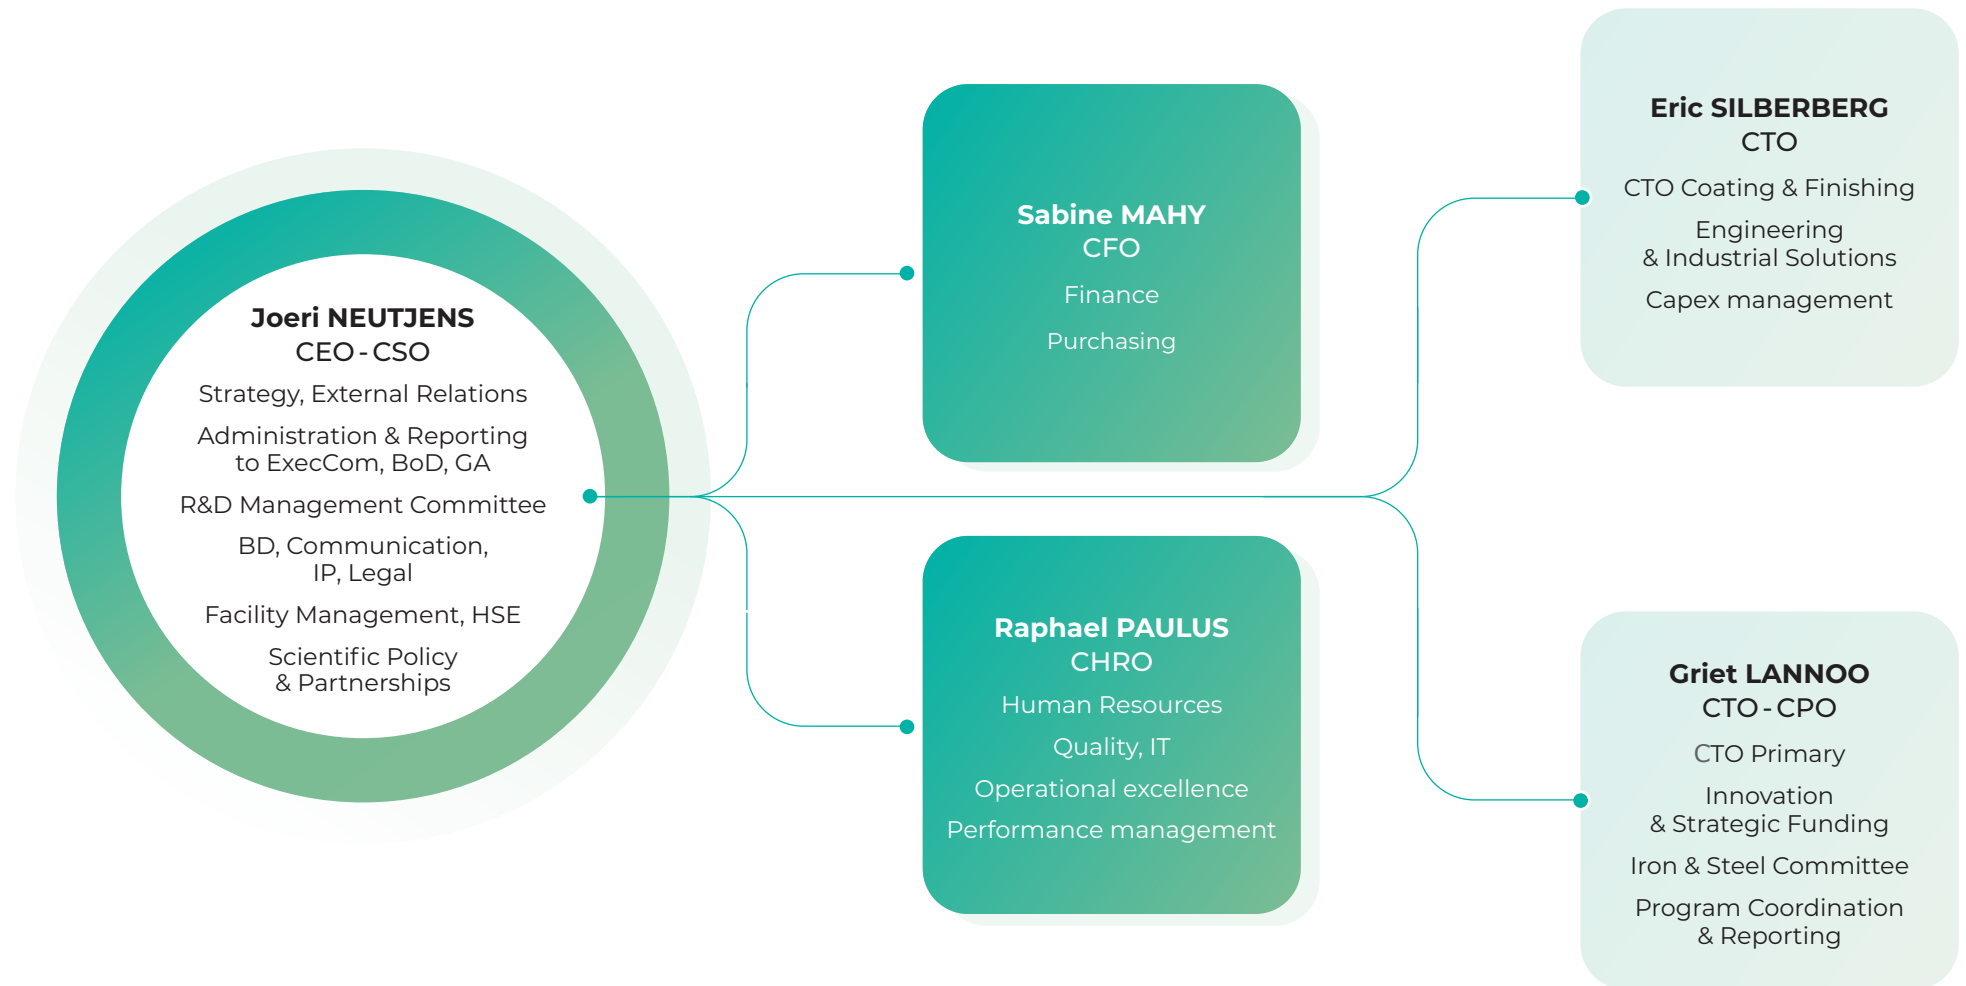 Joeri NEUTJENS
CEO - CSO
Strategy, External Relations
Administration & Reporting
to ExecCom, BoD, GA
R&D Management Committee
BD, Communication,
IP, Legal
Facility Management, HSE
Scientific Policy
& Partnerships
Sabine MAHY
CFO
Finance
Purchasing
Raphael PAULUS
CHRO
Human Resources
Quality, IT
Operational excellence
Performance management
Eric SILBERBERG
CTO
CTO Coating & Finishing
Engineering
& Industrial Solutions
Capex management
Griet LANNOO
CTO - CPO
CTO Primary
Innovation
& Strategic Funding
Iron & Steel Committee
Program Coordination
& Reporting